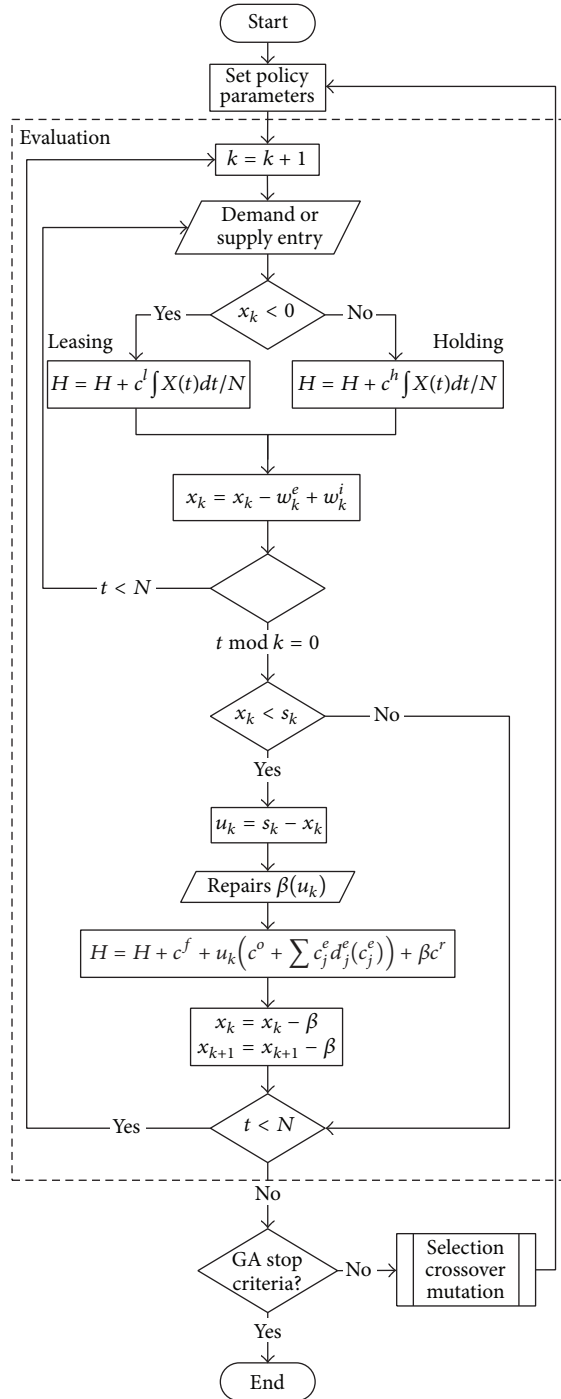 Start
Set policy
parameters
Evaluation
k = k + 1
Demand or
supply entry
Yes
x_k < 0
No
Leasing
Holding
H = H + c^l ∫ X(t)dt/N
H = H + c^h ∫ X(t)dt/N
x_k = x_k − w_k^e + w_k^i
t < N
t mod k = 0
x_k < s_k
No
Yes
u_k = s_k − x_k
Repairs β(u_k)
H = H + c^f + u_k(c^o + ∑ c_j^e d_j^e(c_j^e)) + βc^r
x_k = x_k − β
x_{k+1} = x_{k+1} − β
Yes
t < N
No
GA stop
criteria?
No
Selection
crossover
mutation
Yes
End